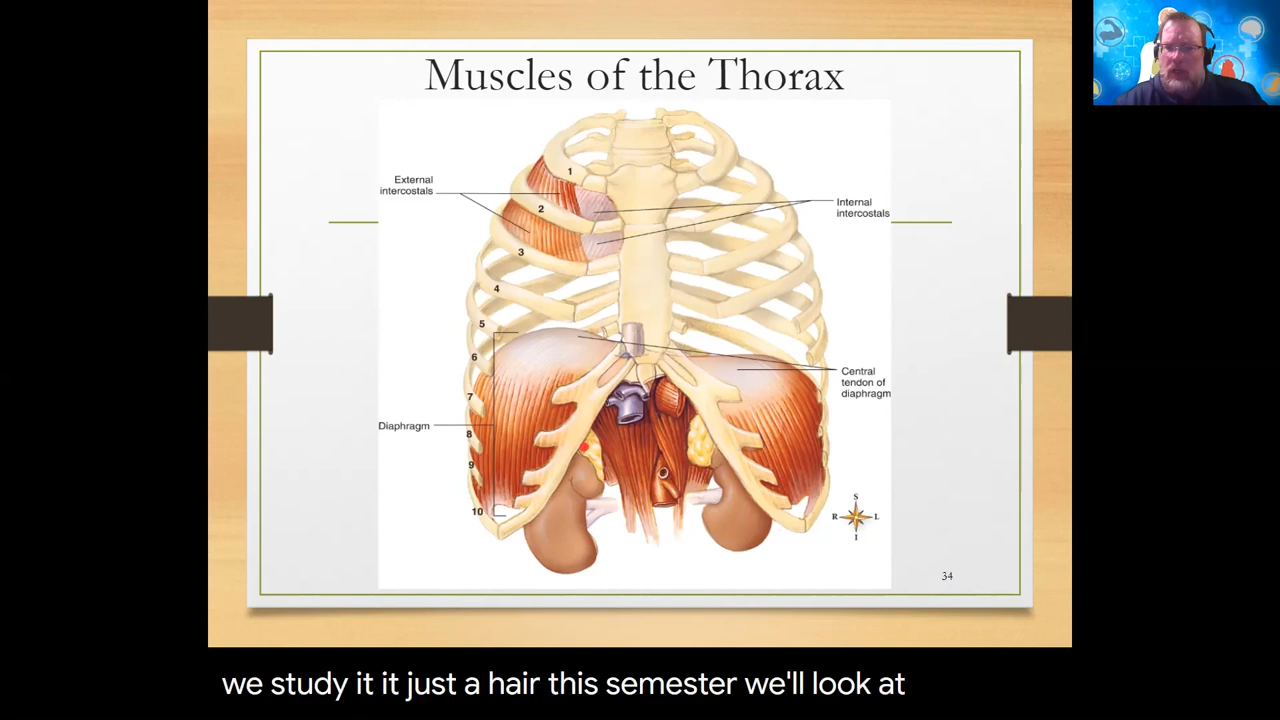 Muscles of the Thorax
External
intercostals
1
2
3
4
5
6
7
8
9
10
Internal
intercostals
Central
tendon of
diaphragm
Diaphragm
S
R L
I
34
we study it it just a hair this semester we'll look at